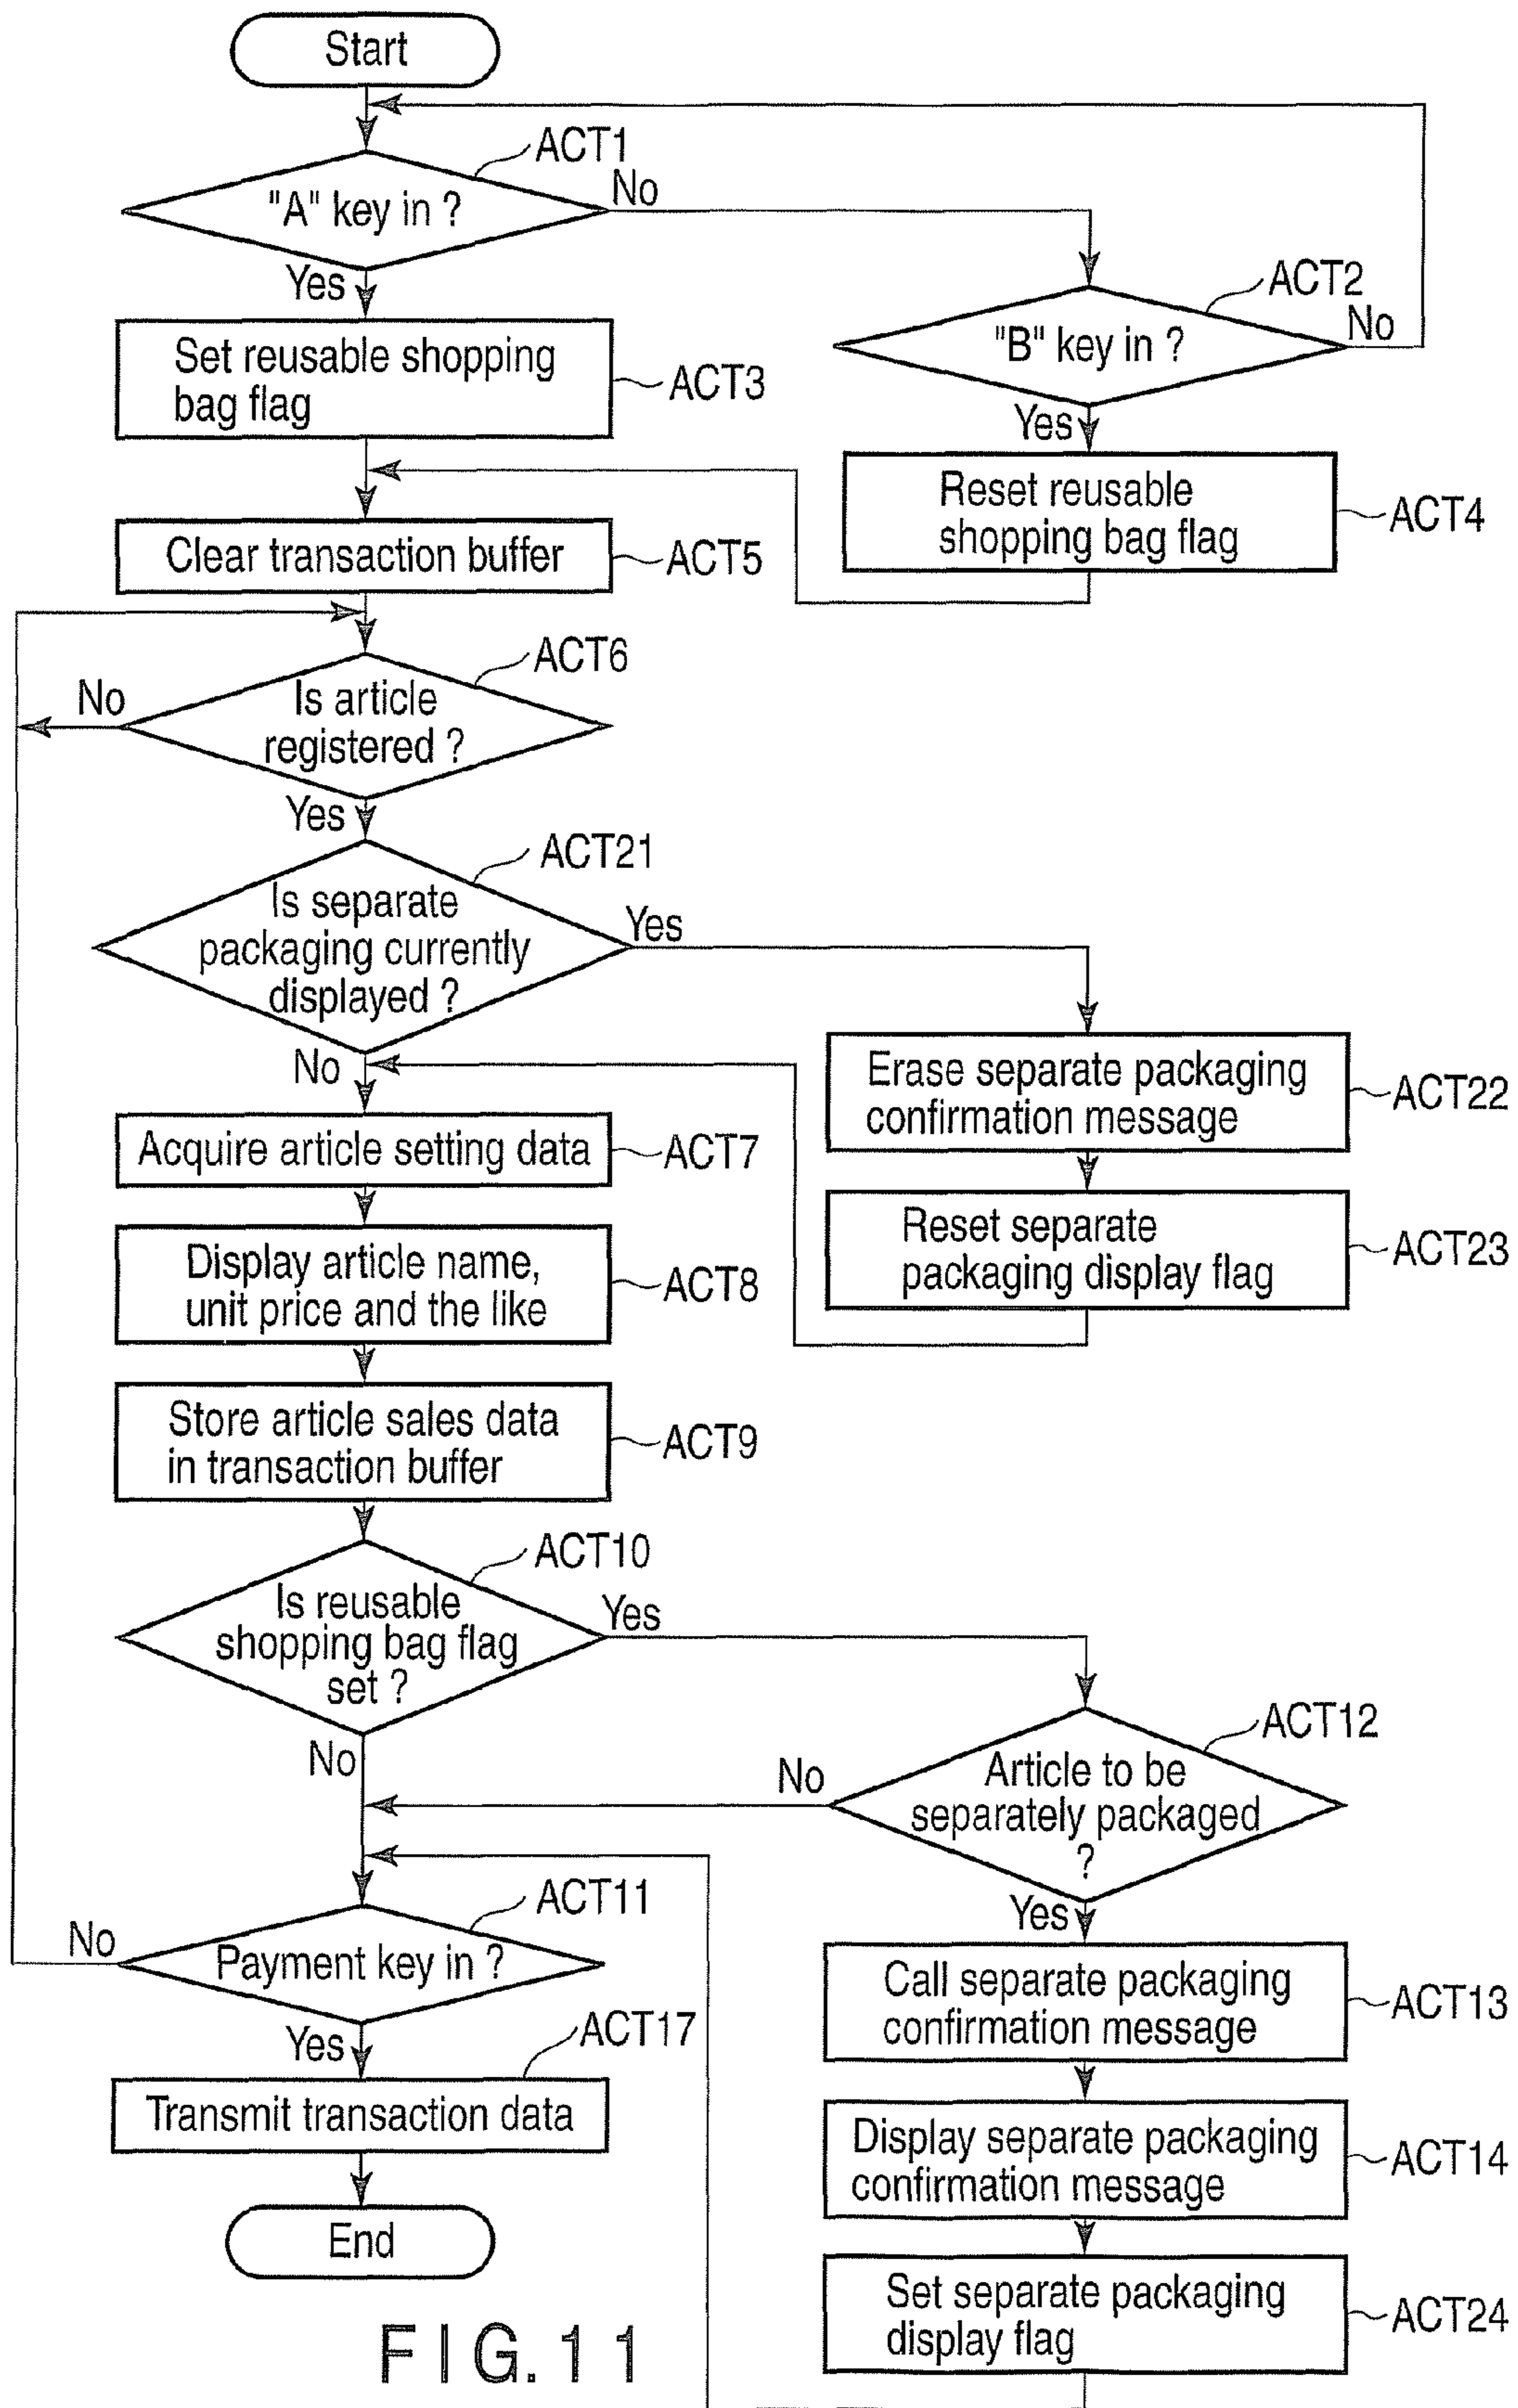 Start
ACT1
"A" key in ?
No
Yes
ACT2
"B" key in ?
No
Yes
Set reusable shopping
bag flag
ACT3
Reset reusable
shopping bag flag
ACT4
Clear transaction buffer
ACT5
ACT6
Is article
registered ?
No
Yes
ACT21
Is separate
packaging currently
displayed ?
Yes
No
Erase separate packaging
confirmation message
ACT22
Acquire article setting data
ACT7
Reset separate
packaging display flag
ACT23
Display article name,
unit price and the like
ACT8
Store article sales data
in transaction buffer
ACT9
ACT10
Is reusable
shopping bag flag
set ?
Yes
No
ACT12
Article to be
separately packaged
?
No
Yes
ACT11
Payment key in ?
No
Yes
Call separate packaging
confirmation message
ACT13
ACT17
Transmit transaction data
Display separate packaging
confirmation message
ACT14
End
Set separate packaging
display flag
ACT24
FIG. 11